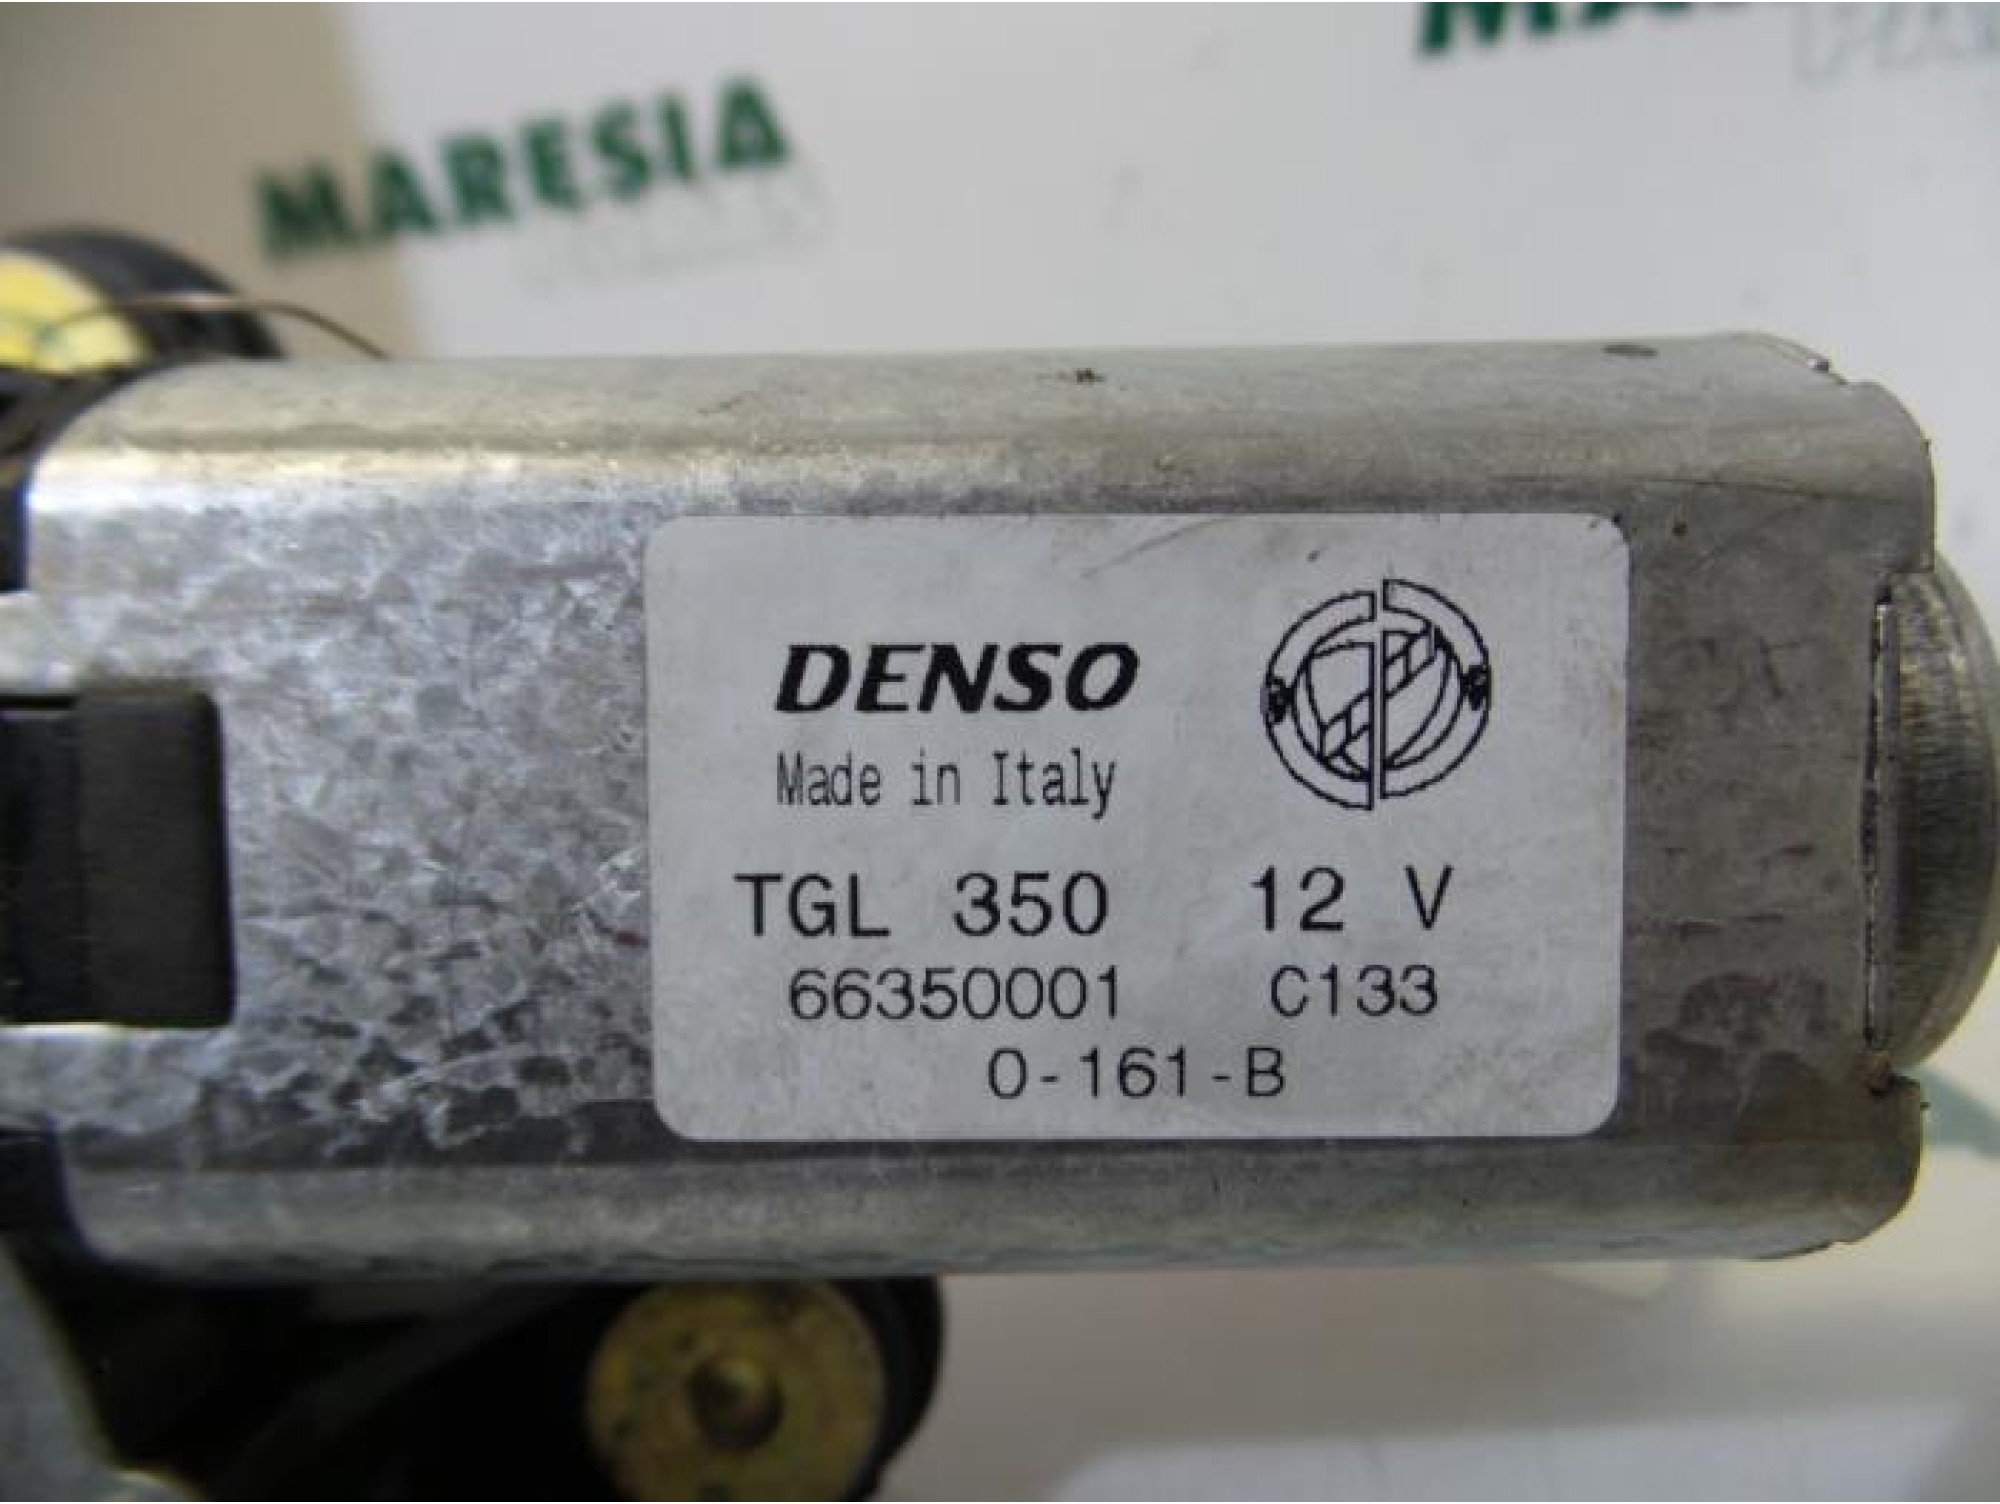 MARESIA
DENSO
Made in Italy
TGL 350 12 V
66350001 C133
0-161-B